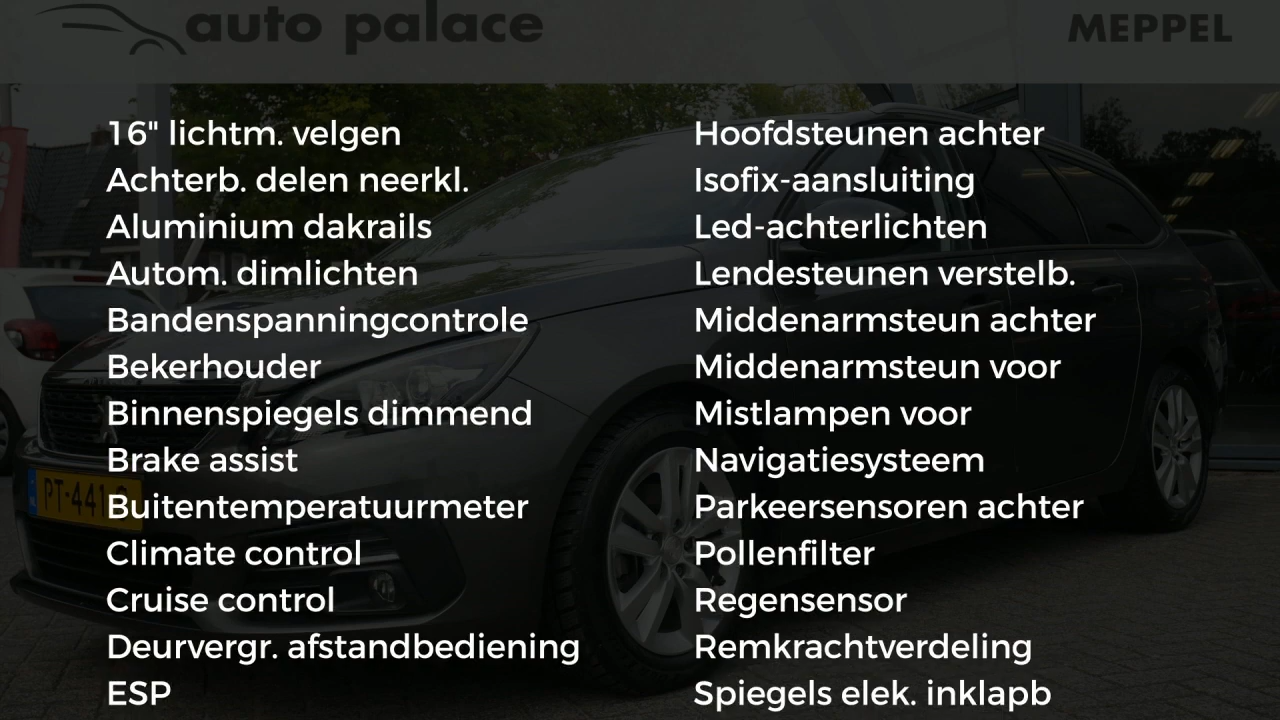 auto palace
MEPPEL
16" lichtm. velgen
Achterb. delen neerkl.
Aluminium dakrails
Autom. dimlichten
Bandenspanningcontrole
Bekerhouder
Binnenspiegels dimmend
Brake assist
Buitentemperatuurmeter
Climate control
Cruise control
Deurvergr. afstandbediening
ESP
Hoofdsteunen achter
Isofix-aansluiting
Led-achterlichten
Lendesteunen verstelb.
Middenarmsteun achter
Middenarmsteun voor
Mistlampen voor
Navigatiesysteem
Parkeersensoren achter
Pollenfilter
Regensensor
Remkrachtverdeling
Spiegels elek. inklapb